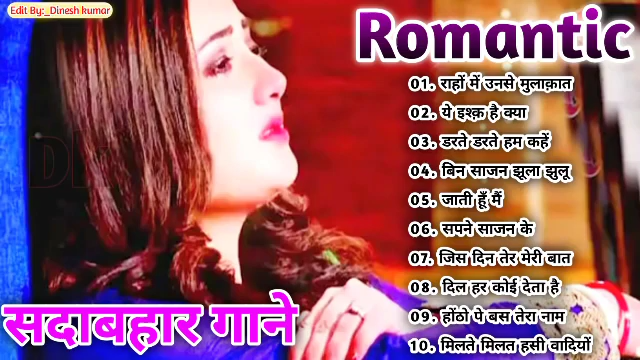 Edit By:_Dinesh kumar
Romantic
01. राहों में उनसे मुलाक़ात
02. ये इश्क़ है क्या
03. डरते डरते हम कहें
04. बिन साजन झूला झुलू
05. जाती हूँ मैं
06. सपने साजन के
07. जिस दिन तेर मेरी बात
08. दिल हर कोई देता है
09. होंठो पे बस तेरा नाम
10. मिलते मिलत हसी वादियों
सदाबहार गाने